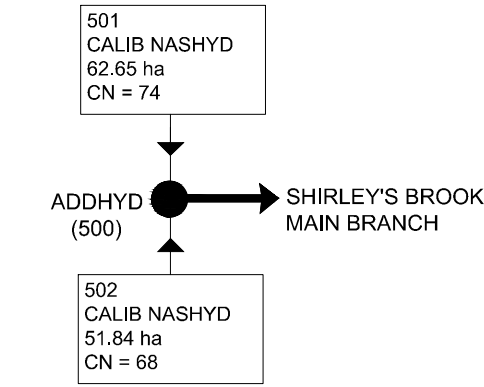 501
CALIB NASHYD
62.65 ha
CN = 74
ADDHYD
(500)
SHIRLEY'S BROOK
MAIN BRANCH
502
CALIB NASHYD
51.84 ha
CN = 68